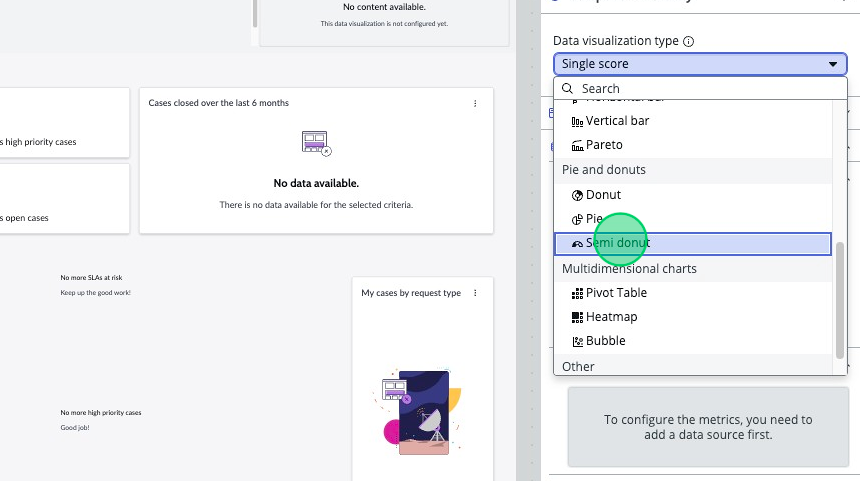 No content available.
This data visualization is not configured yet.
s high priority cases
s open cases
Cases closed over the last 6 months
No data available.
There is no data available for the selected criteria.
No more SLAs at risk
Keep up the good work!
No more high priority cases
Good job!
My cases by request type
Data visualization type
Single score
Search
Horizontal bar
Vertical bar
Pareto
Pie and donuts
Donut
Pie
Semi donut
Multidimensional charts
Pivot Table
Heatmap
Bubble
Other
To configure the metrics, you need to
add a data source first.